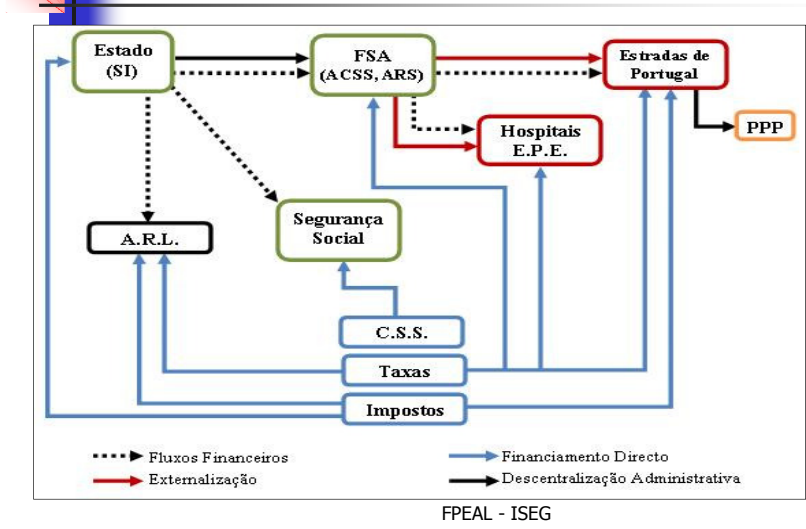 Estado
(SI)
FSA
(ACSS, ARS)
Estradas de
Portugal
PPP
Hospitais
E.P.E.
A.R.L.
Segurança
Social
C.S.S.
Taxas
Impostos
Fluxos Financeiros
Financiamento Directo
Externalização
Descentralização Administrativa
FPEAL - ISEG